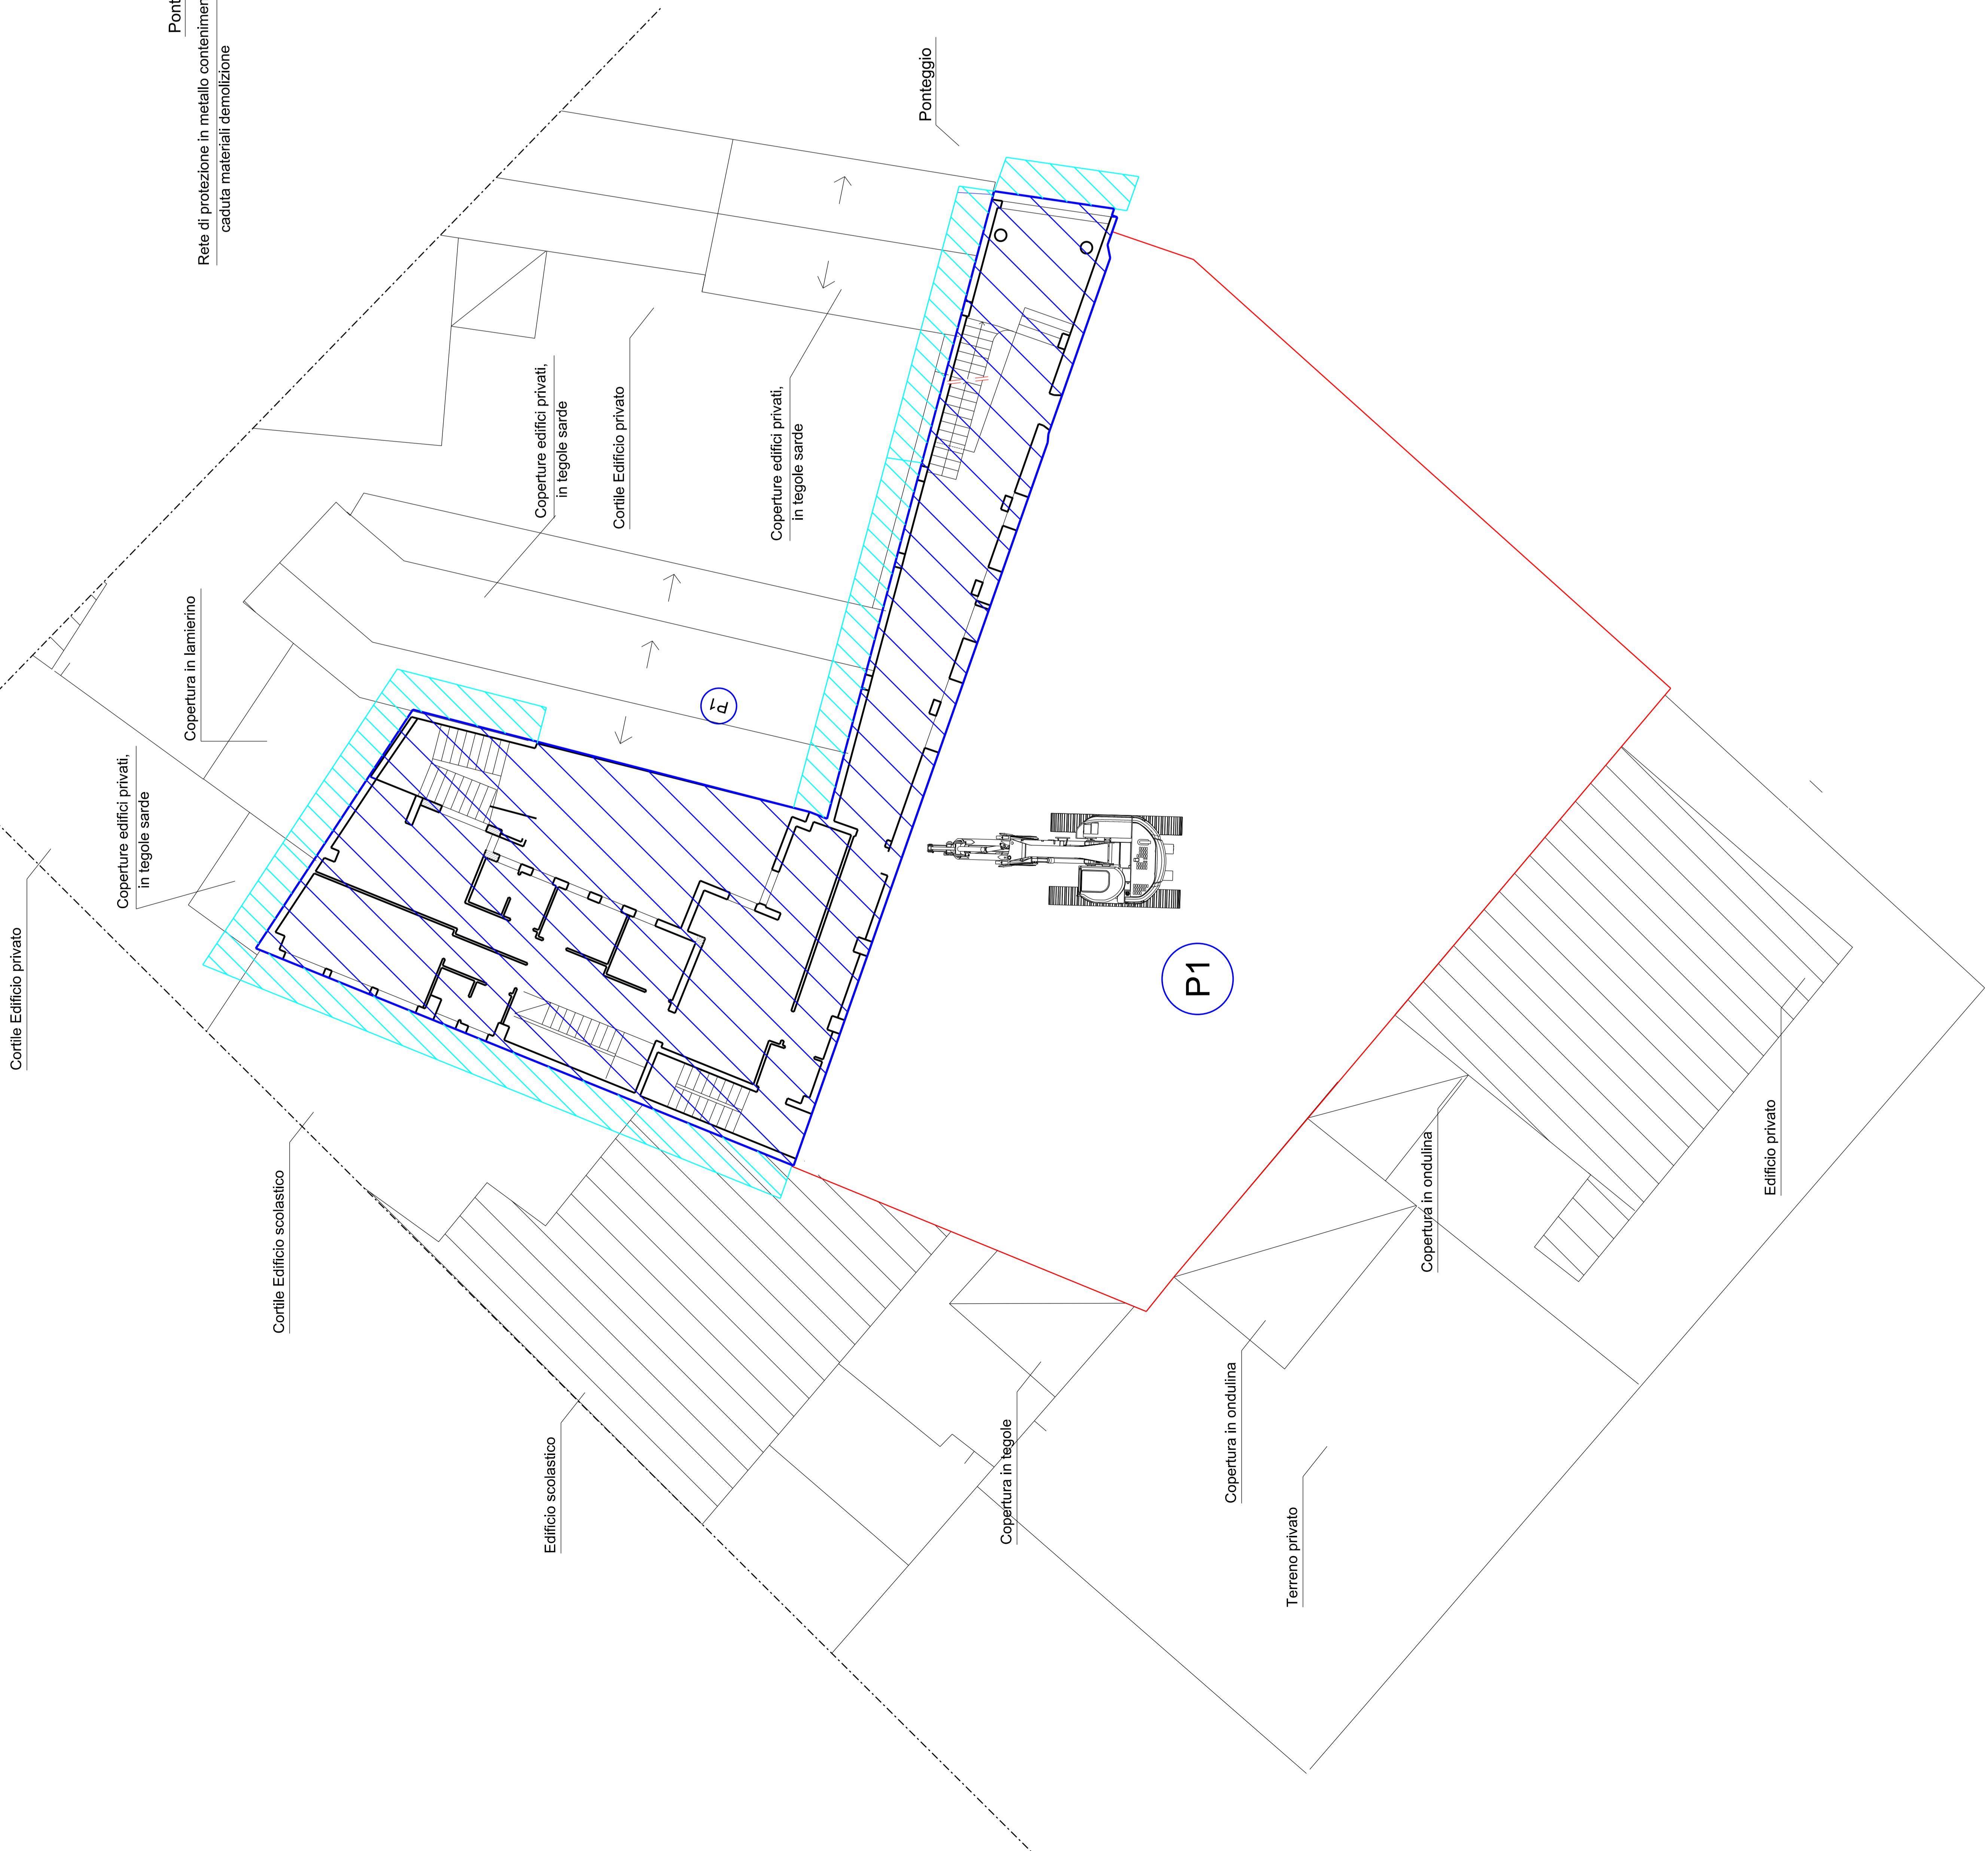 Pont
Rete di protezione in metallo contenimen
caduta materiali demolizione
Ponteggio
Coperture edifici privati,
in tegole sarde
Cortile Edificio privato
Coperture edifici privati,
in tegole sarde
Copertura in lamierino
Coperture edifici privati,
in tegole sarde
Cortile Edificio privato
P1
P1
Cortile Edificio scolastico
Edificio scolastico
Copertura in tegole
Copertura in ondulina
Copertura in ondulina
Terreno privato
Edificio privato